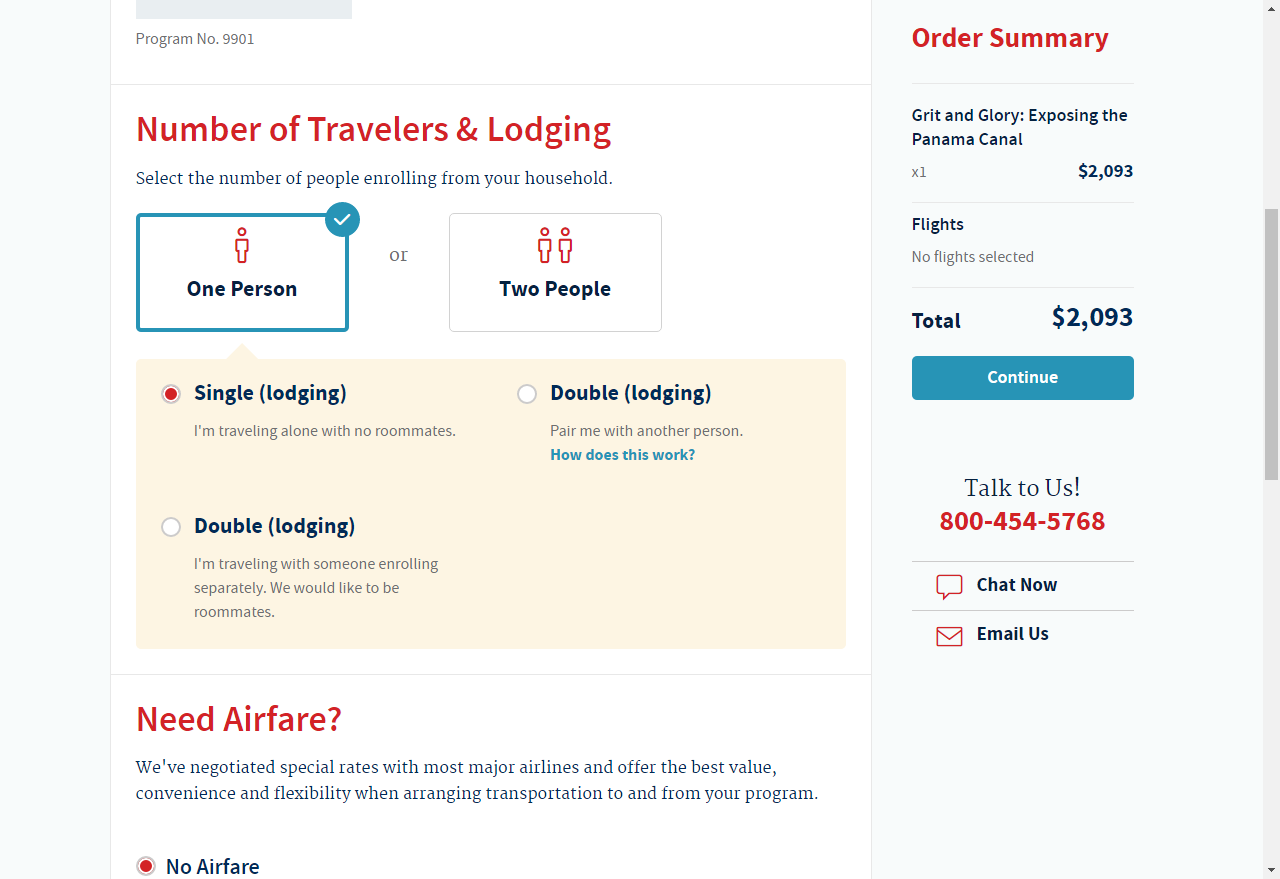 Program No. 9901
Number of Travelers & Lodging
Select the number of people enrolling from your household.
One Person
or
Two People
Single (lodging)
I'm traveling alone with no roommates.
Double (lodging)
Pair me with another person.
How does this work?
Double (lodging)
I'm traveling with someone enrolling
separately. We would like to be
roommates.
Need Airfare?
We've negotiated special rates with most major airlines and offer the best value,
convenience and flexibility when arranging transportation to and from your program.
No Airfare
Order Summary
Grit and Glory: Exposing the
Panama Canal
x1 $2,093
Flights
No flights selected
Total $2,093
Continue
Talk to Us!
800-454-5768
Chat Now
Email Us